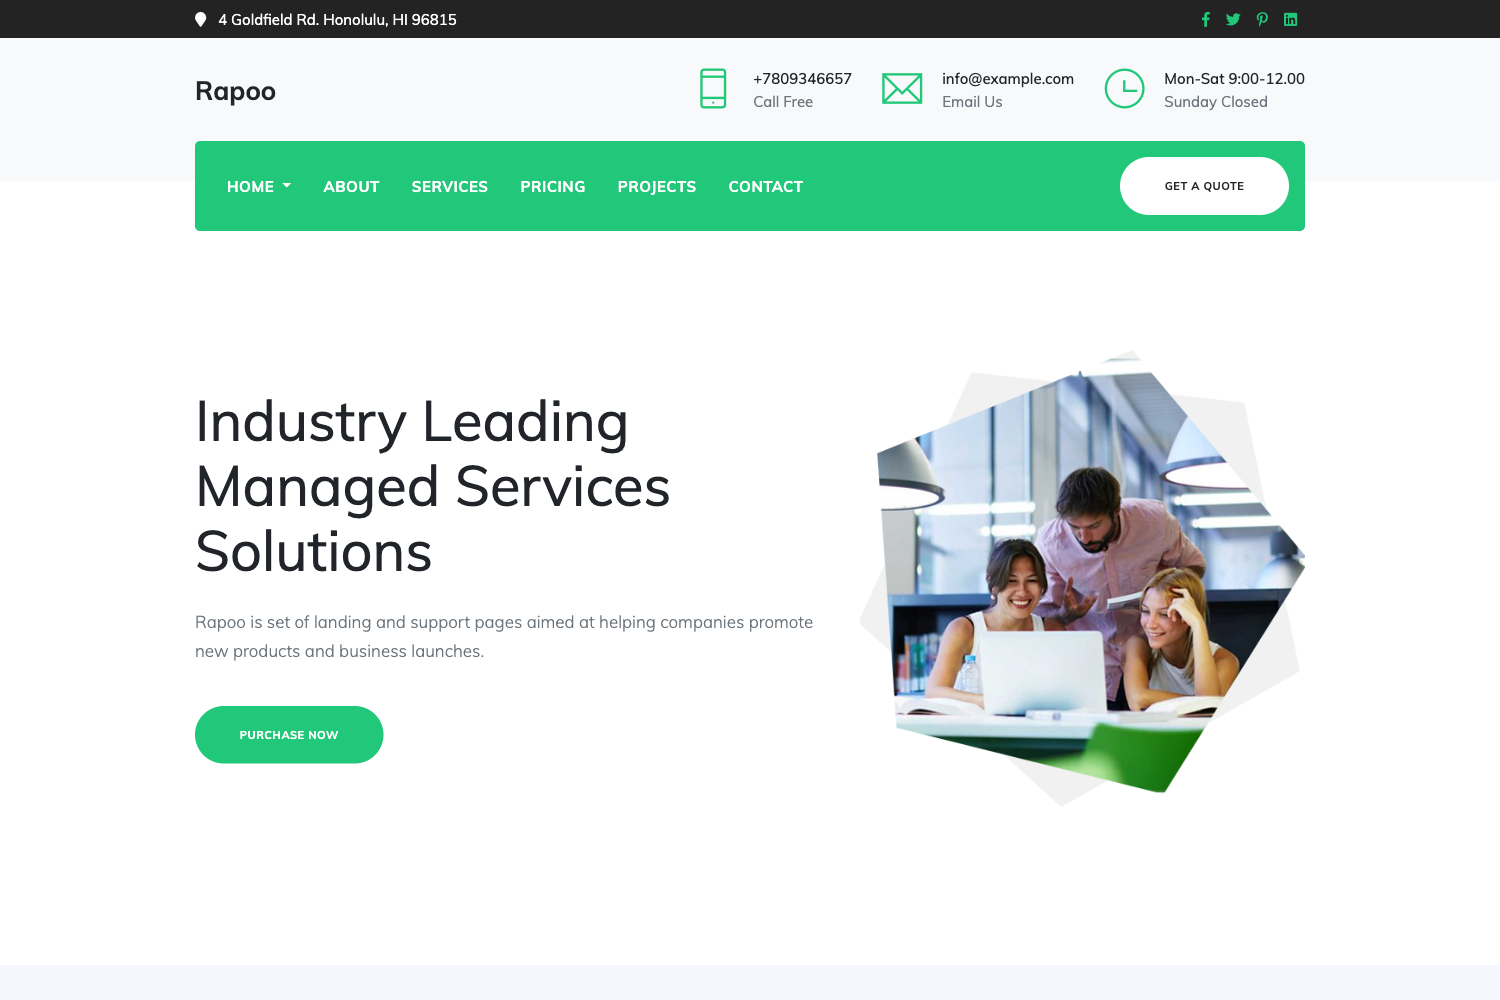 4 Goldfield Rd. Honolulu, HI 96815
Rapoo
+7809346657
Call Free
info@example.com
Email Us
Mon-Sat 9:00-12.00
Sunday Closed
HOME
ABOUT
SERVICES
PRICING
PROJECTS
CONTACT
GET A QUOTE
Industry Leading
Managed Services
Solutions
Rapoo is set of landing and support pages aimed at helping companies promote
new products and business launches.
PURCHASE NOW